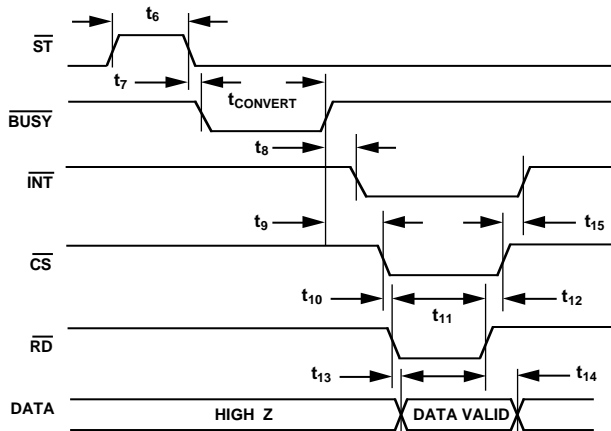 t6
ST
t7
tCONVERT
BUSY
t8
INT
t9
t15
CS
t10
t11
t12
RD
t13
t14
DATA
HIGH Z
DATA VALID